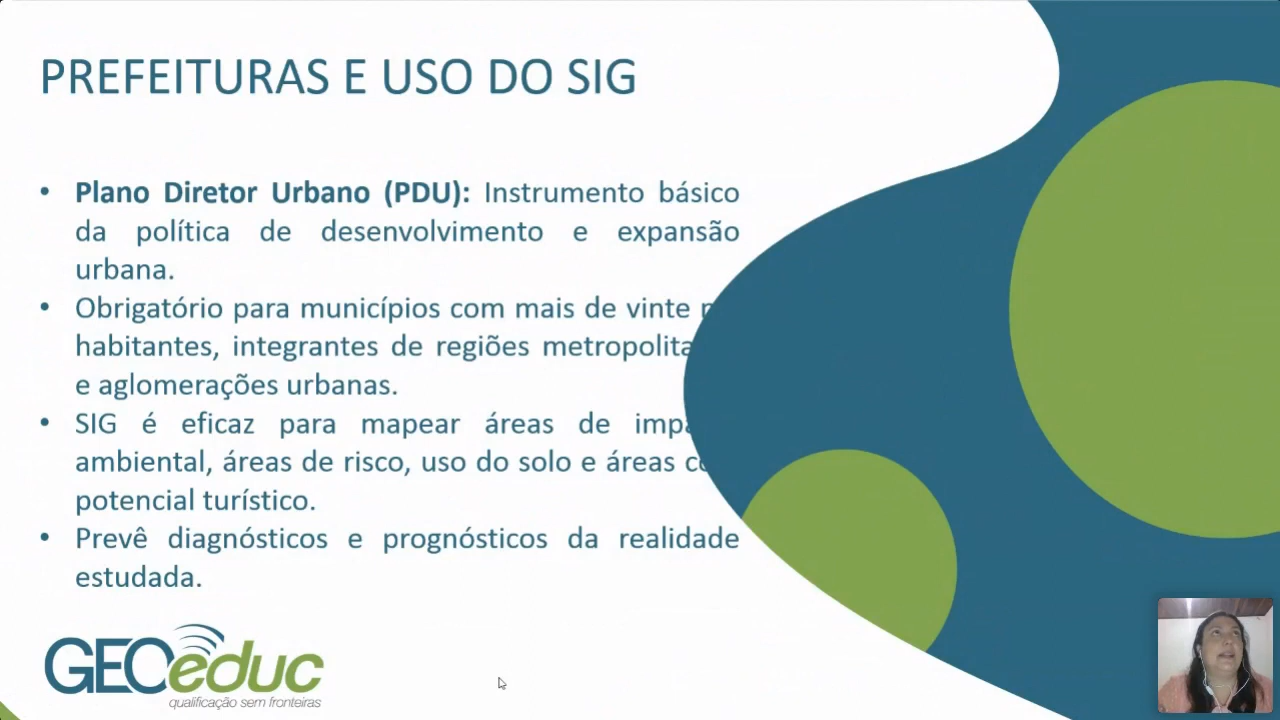 PREFEITURAS E USO DO SIG
• Plano Diretor Urbano (PDU): Instrumento básico
da política de desenvolvimento e expansão
urbana.
• Obrigatório para municípios com mais de vinte
habitantes, integrantes de regiões metropolita
e aglomerações urbanas.
• SIG é eficaz para mapear áreas de imp
ambiental, áreas de risco, uso do solo e áreas c
potencial turístico.
• Prevê diagnósticos e prognósticos da realidade
estudada.
GEOeduc
qualificação sem fronteiras